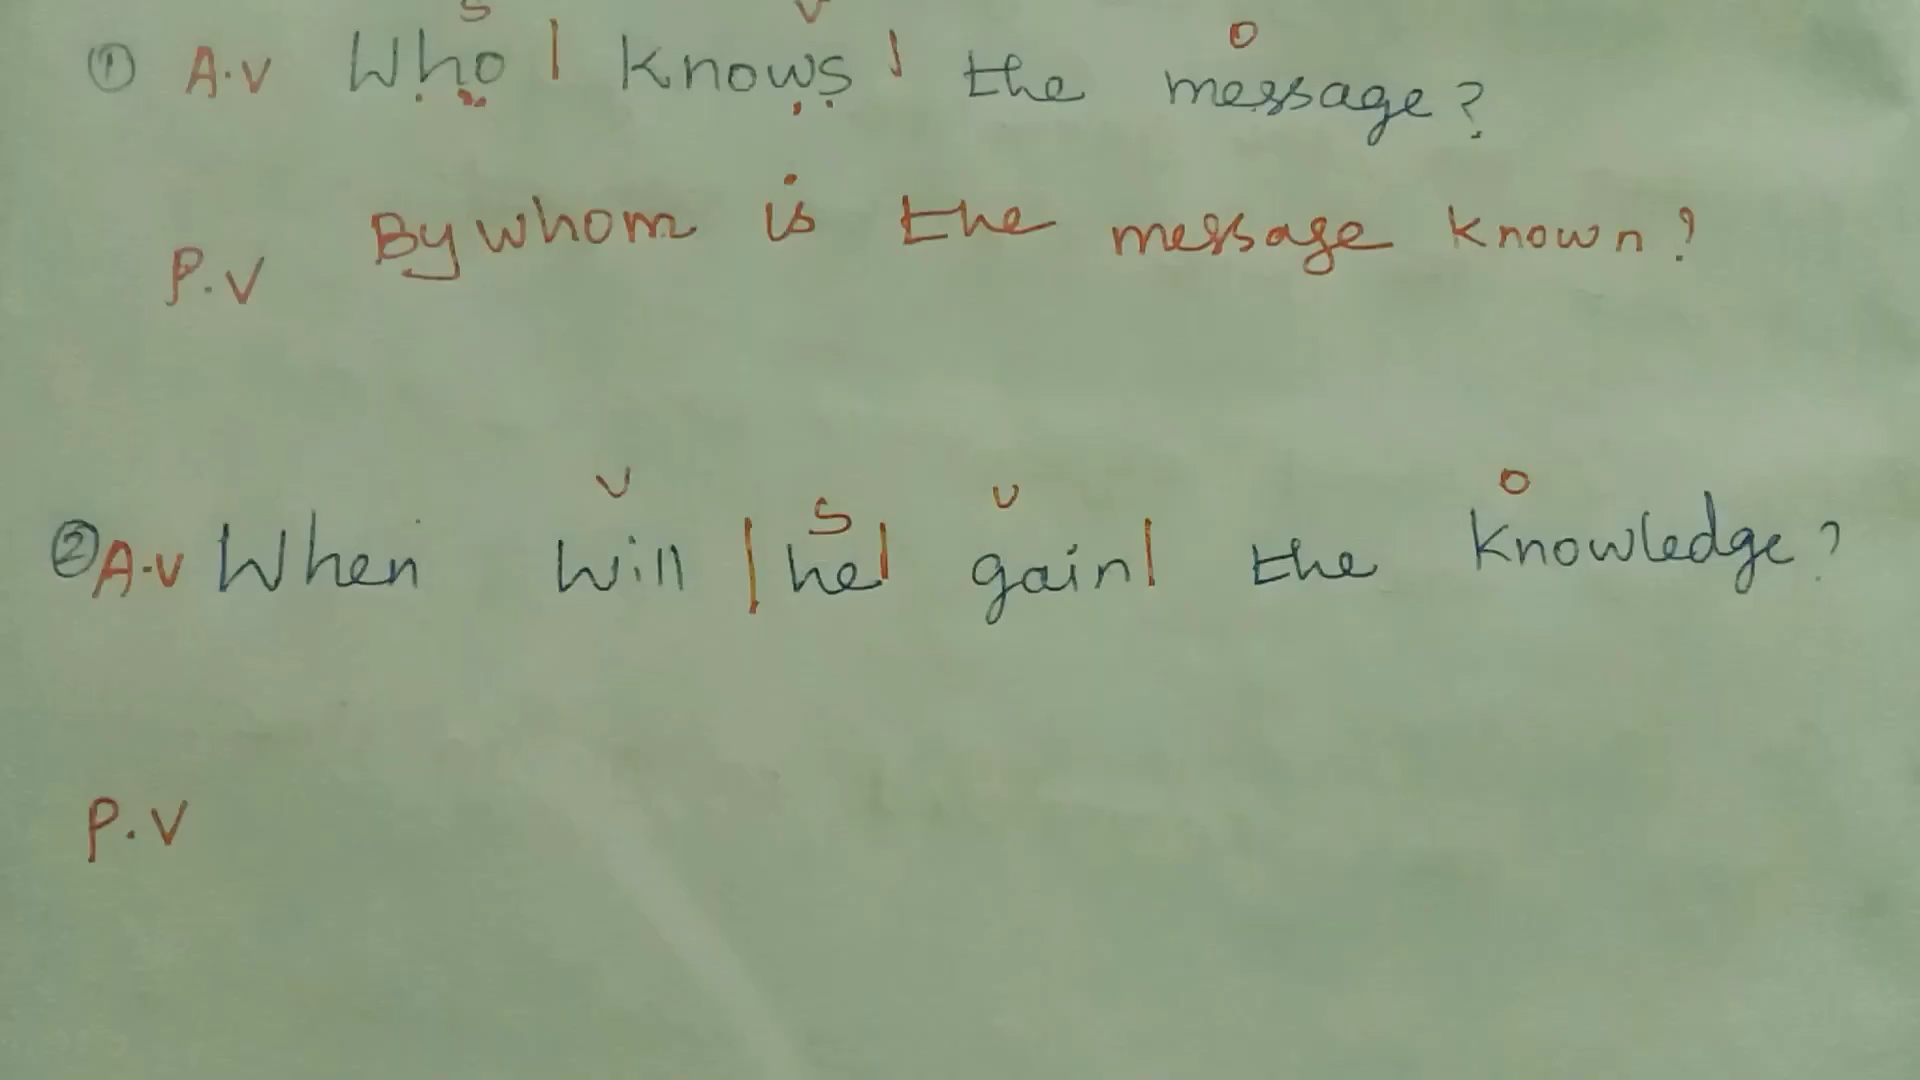 S V O
① A.V Who | knows | the message?
P.V By whom is the message known?
V S V O
② A.V When will | he | gain | the knowledge?
P.V